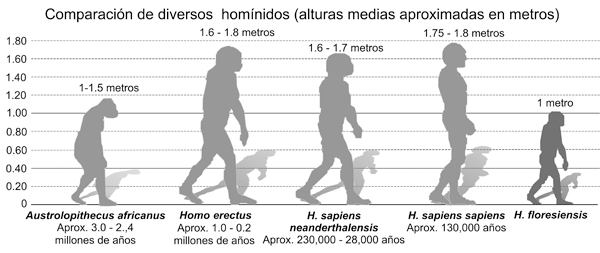 Comparación de diversos homínidos (alturas medias aproximadas en metros)
1.80
1.60
1.40
1.20
1.00
0.80
0.60
0.40
0.20
0
1-1.5 metros
1.6 - 1.8 metros
1.6 - 1.7 metros
1.75 - 1.8 metros
1 metro
Austrolopithecus africanus
Aprox. 3.0 - 2.,4
millones de años
Homo erectus
Aprox. 1.0 - 0.2
millones de años
H. sapiens
neanderthalensis
Aprox. 230,000 - 28,000 años
H. sapiens sapiens
Aprox. 130,000 años
H. floresiensis